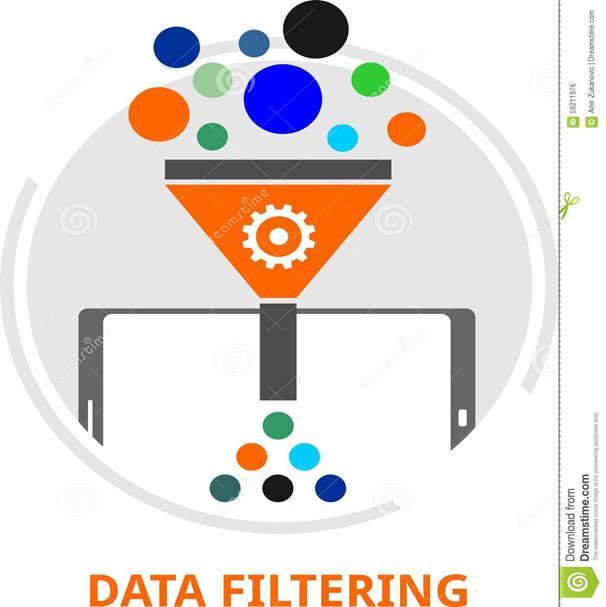 DATA FILTERING
ID 59211976
© Amir Zukanovic | Dreamstime.com
Download from
Dreamstime.com
This watermarked comp image is for previewing purposes only.
dreamstime